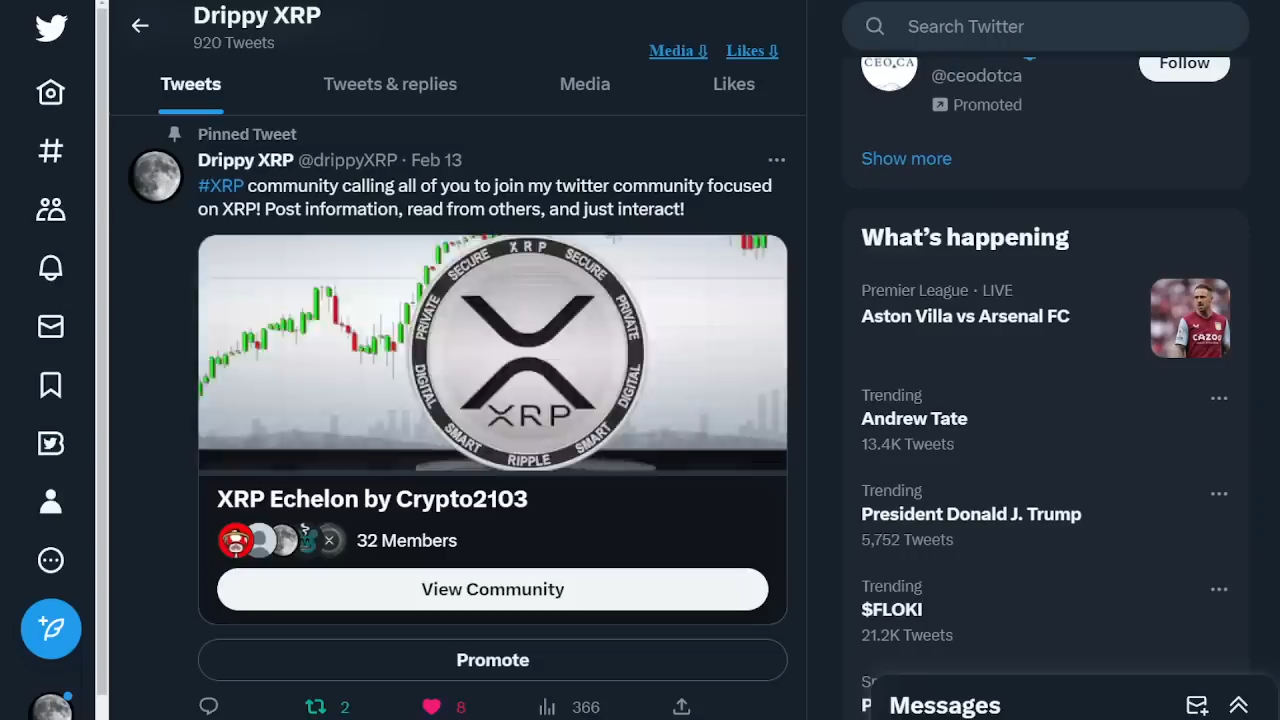 Drippy XRP
920 Tweets
Media ⇩ Likes ⇩
Tweets Tweets & replies Media Likes
Pinned Tweet
Drippy XRP @drippyXRP · Feb 13
#XRP community calling all of you to join my twitter community focused
on XRP! Post information, read from others, and just interact!
XRP
SECURE SECURE
PRIVATE PRIVATE
DIGITAL DIGITAL
XRP
SMART SMART
RIPPLE
XRP Echelon by Crypto2103
32 Members
View Community
Promote
2 8 366
Search Twitter
CEO.CA
@ceodotca
Follow
Promoted
Show more
What's happening
Premier League · LIVE
Aston Villa vs Arsenal FC
CAZOO
Trending
Andrew Tate
13.4K Tweets
Trending
President Donald J. Trump
5,752 Tweets
Trending
$FLOKI
21.2K Tweets
Messages